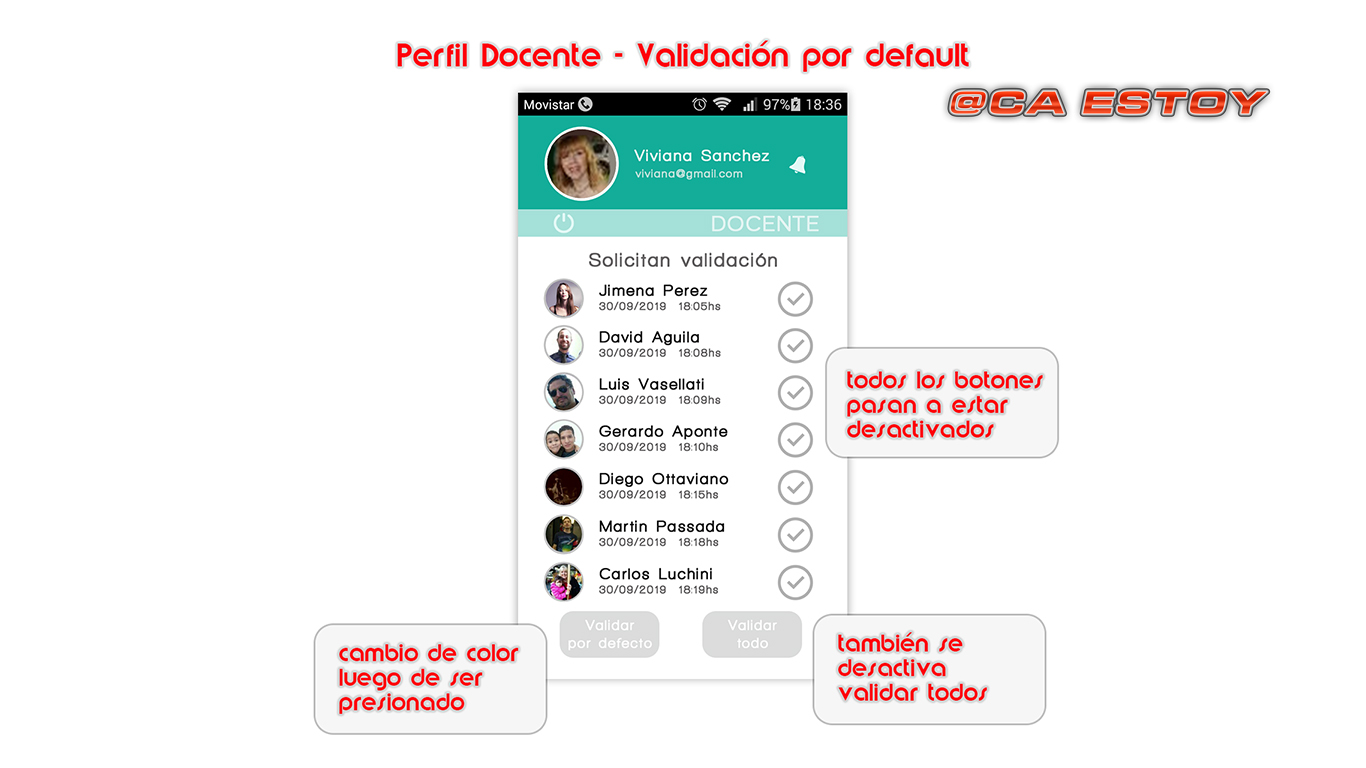 Perfil Docente - Validación por default
@CA ESTOY
Movistar 97% 18:36
Viviana Sanchez
viviana@gmail.com
DOCENTE
Solicitan validación
Jimena Perez
30/09/2019 18:05hs
David Aguila
30/09/2019 18:08hs
Luis Vasellati
30/09/2019 18:09hs
Gerardo Aponte
30/09/2019 18:10hs
Diego Ottaviano
30/09/2019 18:15hs
Martin Passada
30/09/2019 18:18hs
Carlos Luchini
30/09/2019 18:19hs
todos los botones
pasan a estar
desactivados
Validar
por defecto
Validar
todo
cambio de color
luego de ser
presionado
también se
desactiva
validar todos